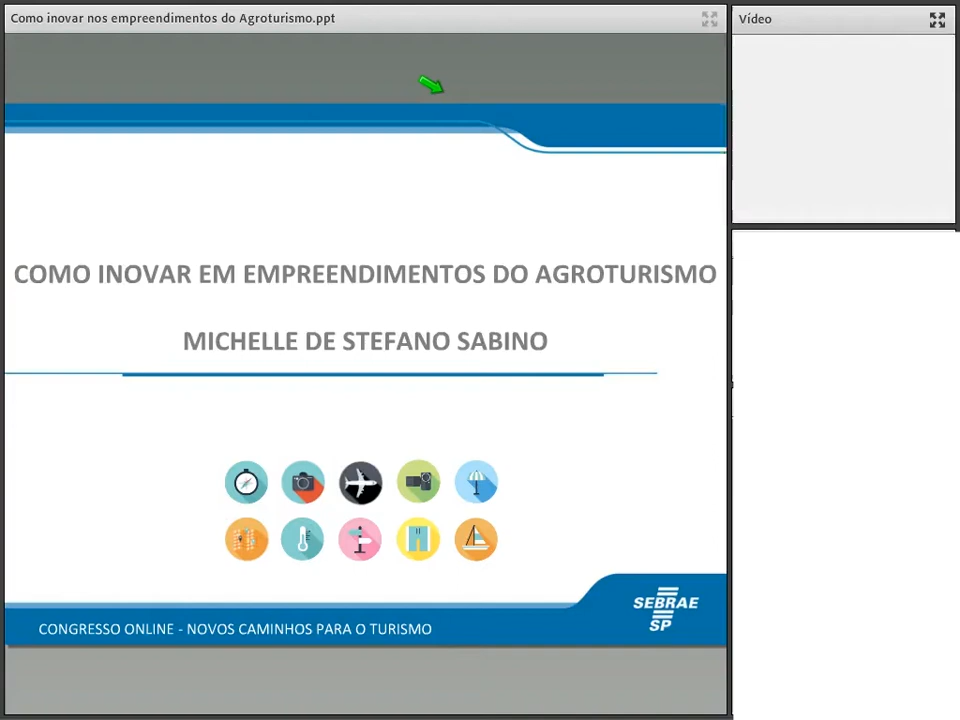 Como inovar nos empreendimentos do Agroturismo.ppt
Vídeo
COMO INOVAR EM EMPREENDIMENTOS DO AGROTURISMO
MICHELLE DE STEFANO SABINO
SEBRAE
SP
CONGRESSO ONLINE - NOVOS CAMINHOS PARA O TURISMO